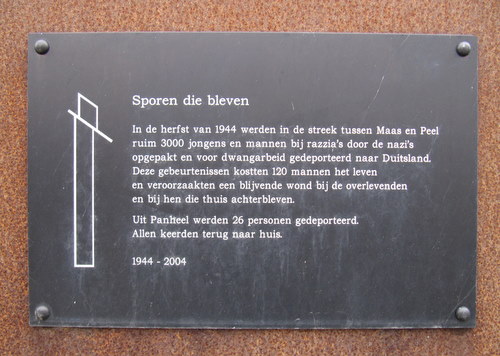 Sporen die bleven
In de herfst van 1944 werden in de streek tussen Maas en Peel
ruim 3000 jongens en mannen bij razzia's door de nazi's
opgepakt en voor dwangarbeid gedeporteerd naar Duitsland.
Deze gebeurtenissen kostten 120 mannen het leven
en veroorzaakten een blijvende wond bij de overlevenden
en bij hen die thuis achterbleven.
Uit Panheel werden 26 personen gedeporteerd.
Allen keerden terug naar huis.
1944 - 2004